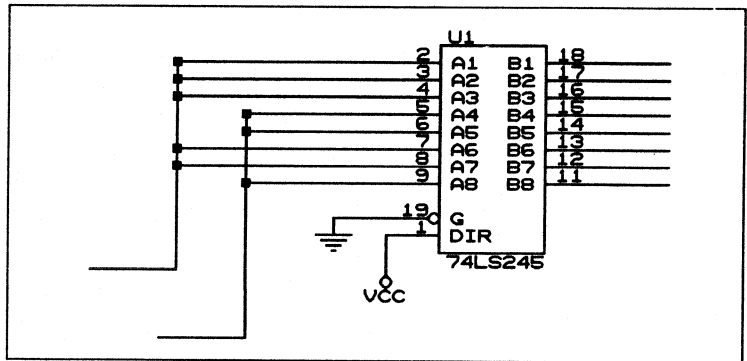 U1
2 A1 B1 18
3 A2 B2 17
4 A3 B3 16
5 A4 B4 15
6 A5 B5 14
7 A6 B6 13
8 A7 B7 12
9 A8 B8 11
19 G
1 DIR
74LS245
VCC